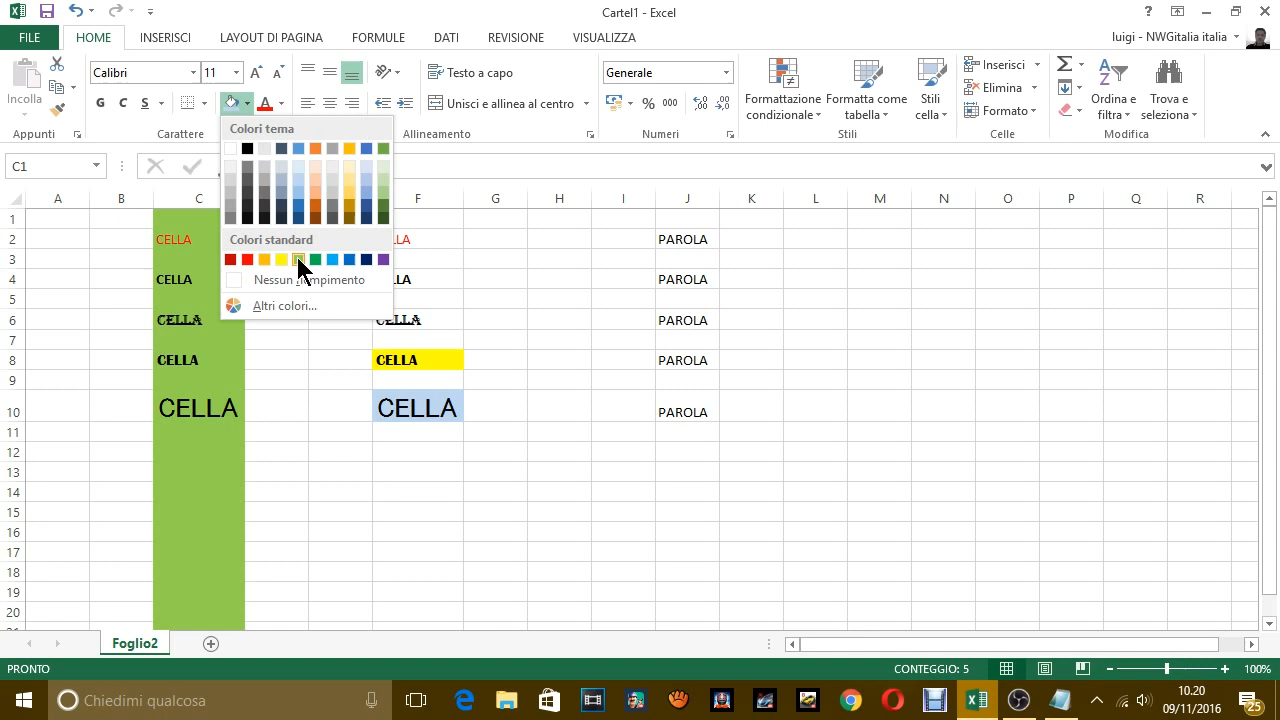 Cartel1 - Excel
FILE HOME INSERISCI LAYOUT DI PAGINA FORMULE DATI REVISIONE VISUALIZZA luigi - NWGitalia italia
Incolla
Calibri 11
G C S
Testo a capo
Unisci e allinea al centro
Generale
% 000
Formattazione condizionale
Formatta come tabella
Stili cella
Inserisci
Elimina
Formato
Ordina e filtra
Trova e seleziona
Appunti Carattere Allineamento Numeri Stili Celle Modifica
C1
Colori tema
Colori standard
Nessun riempimento
Altri colori...
A B C F G H I J K L M N O P Q R
1
2 CELLA PAROLA
3
4 CELLA PAROLA
5
6 CELLA CELLA PAROLA
7
8 CELLA CELLA PAROLA
9
10 CELLA CELLA PAROLA
11
12
13
14
15
16
17
18
19
20
Foglio2
PRONTO CONTEGGIO: 5 100%
Chiedimi qualcosa
10.20
09/11/2016
25